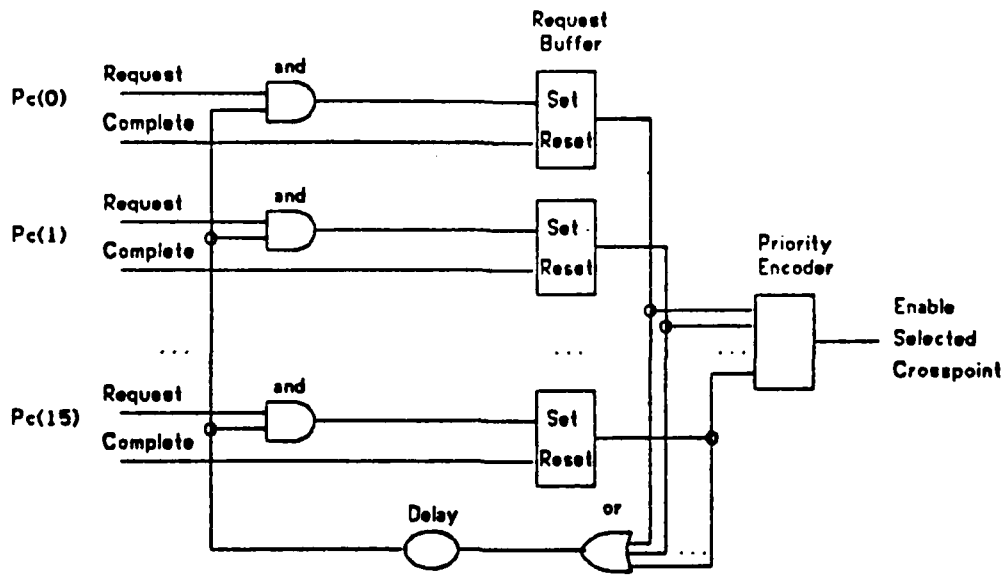 Request
Buffer
Request
and
Pc(0)
Set
Complete
Reset
Request
and
Pc(1)
Set
Complete
Reset
Priority
Encoder
Enable
Selected
Crosspoint
...
...
...
Request
and
Pc(15)
Set
Complete
Reset
Delay
or
....